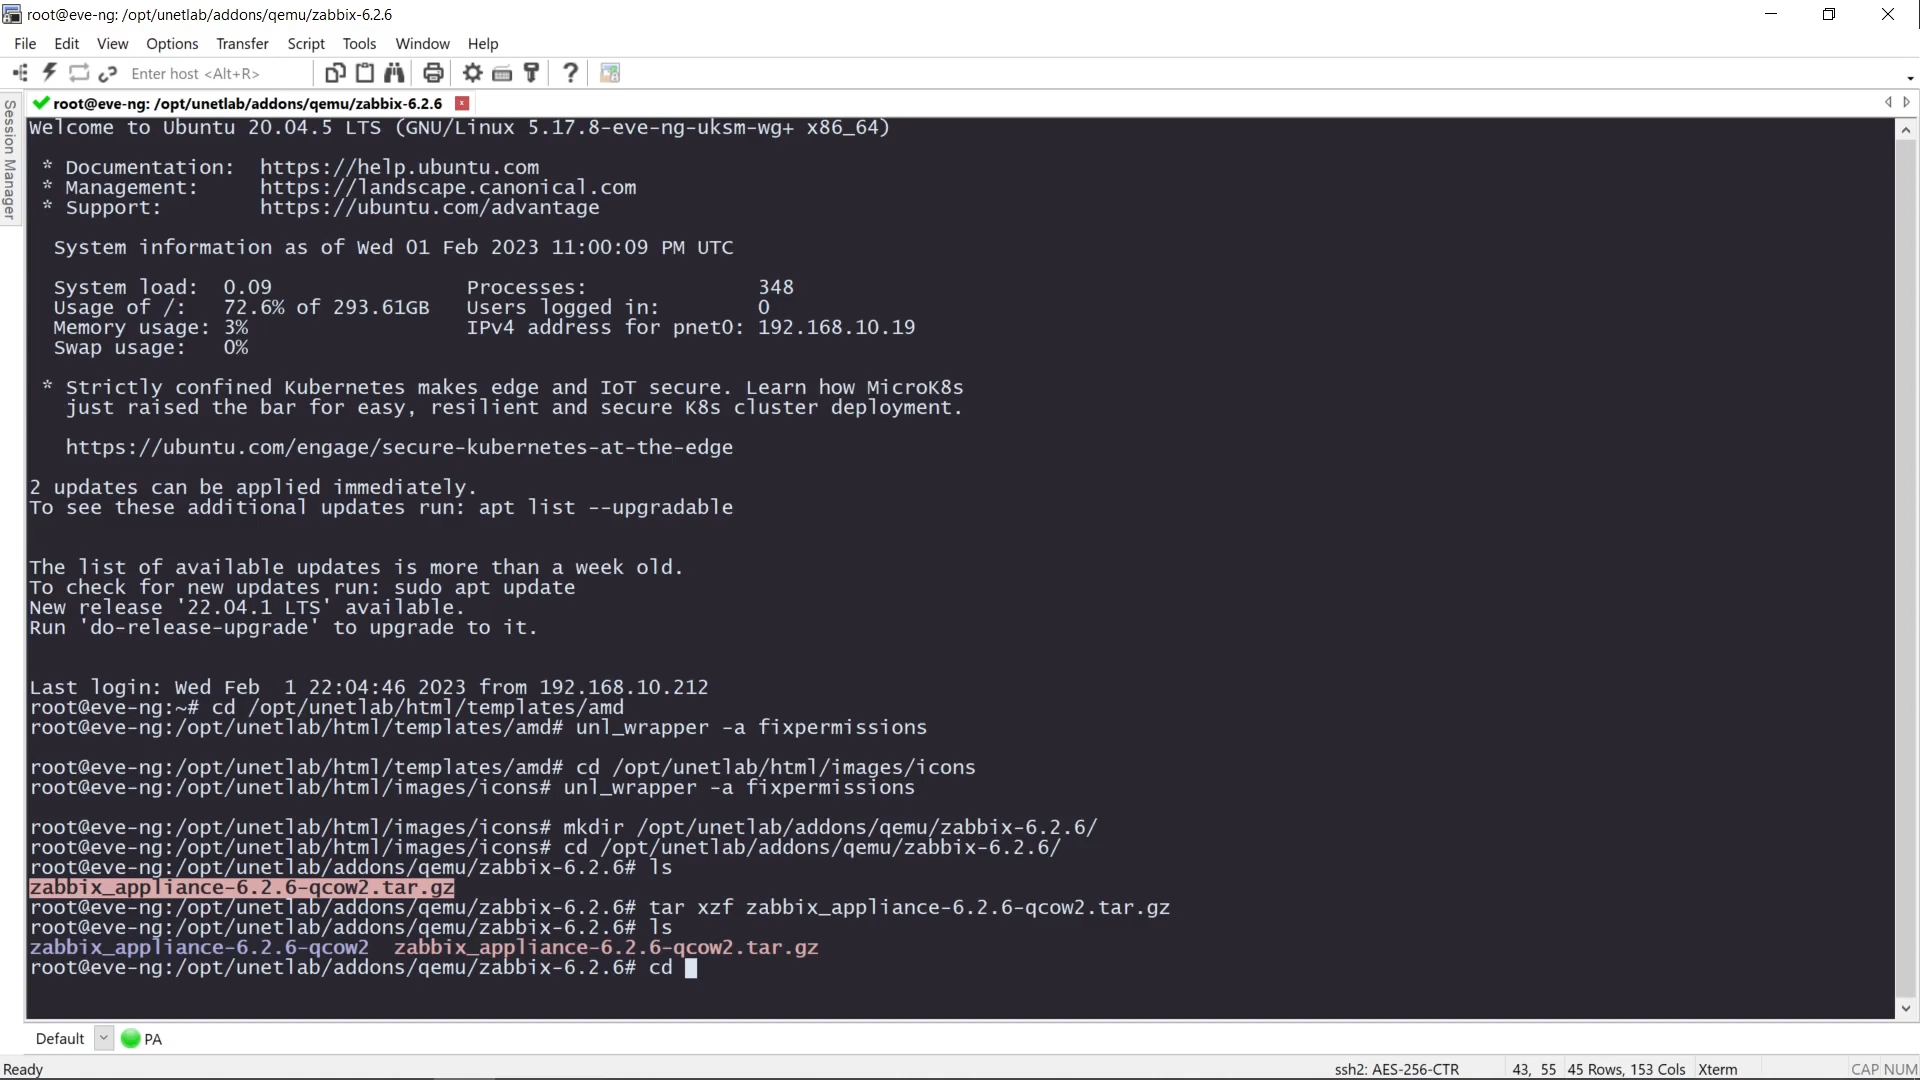 root@eve-ng: /opt/unetlab/addons/qemu/zabbix-6.2.6
File Edit View Options Transfer Script Tools Window Help
Enter host <Alt+R>
root@eve-ng: /opt/unetlab/addons/qemu/zabbix-6.2.6
Session Manager
Welcome to Ubuntu 20.04.5 LTS (GNU/Linux 5.17.8-eve-ng-uksm-wg+ x86_64)
* Documentation: https://help.ubuntu.com
* Management: https://landscape.canonical.com
* Support: https://ubuntu.com/advantage
System information as of Wed 01 Feb 2023 11:00:09 PM UTC
System load: 0.09 Processes: 348
Usage of /: 72.6% of 293.61GB Users logged in: 0
Memory usage: 3% IPv4 address for pnet0: 192.168.10.19
Swap usage: 0%
* Strictly confined Kubernetes makes edge and IoT secure. Learn how MicroK8s
just raised the bar for easy, resilient and secure K8s cluster deployment.
https://ubuntu.com/engage/secure-kubernetes-at-the-edge
2 updates can be applied immediately.
To see these additional updates run: apt list --upgradable
The list of available updates is more than a week old.
To check for new updates run: sudo apt update
New release '22.04.1 LTS' available.
Run 'do-release-upgrade' to upgrade to it.
Last login: Wed Feb 1 22:04:46 2023 from 192.168.10.212
root@eve-ng:~# cd /opt/unetlab/html/templates/amd
root@eve-ng:/opt/unetlab/html/templates/amd# unl_wrapper -a fixpermissions
root@eve-ng:/opt/unetlab/html/templates/amd# cd /opt/unetlab/html/images/icons
root@eve-ng:/opt/unetlab/html/images/icons# unl_wrapper -a fixpermissions
root@eve-ng:/opt/unetlab/html/images/icons# mkdir /opt/unetlab/addons/qemu/zabbix-6.2.6/
root@eve-ng:/opt/unetlab/html/images/icons# cd /opt/unetlab/addons/qemu/zabbix-6.2.6/
root@eve-ng:/opt/unetlab/addons/qemu/zabbix-6.2.6# ls
zabbix_appliance-6.2.6-qcow2.tar.gz
root@eve-ng:/opt/unetlab/addons/qemu/zabbix-6.2.6# tar xzf zabbix_appliance-6.2.6-qcow2.tar.gz
root@eve-ng:/opt/unetlab/addons/qemu/zabbix-6.2.6# ls
zabbix_appliance-6.2.6-qcow2 zabbix_appliance-6.2.6-qcow2.tar.gz
root@eve-ng:/opt/unetlab/addons/qemu/zabbix-6.2.6# cd
Default PA
Ready ssh2: AES-256-CTR 43, 55 45 Rows, 153 Cols Xterm CAP NUM